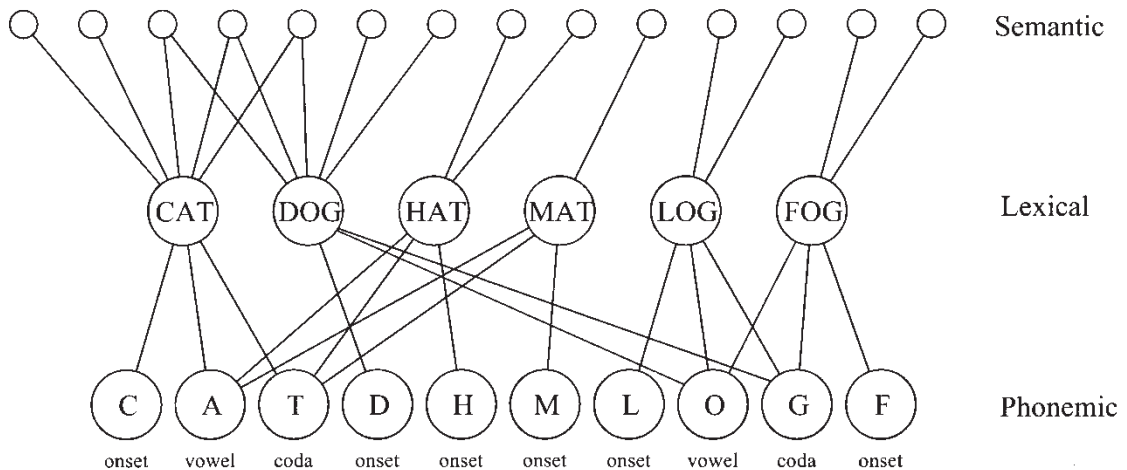 Semantic
CAT DOG HAT MAT LOG FOG Lexical
C A T D H M L O G F Phonemic
onset vowel coda onset onset onset onset vowel coda onset